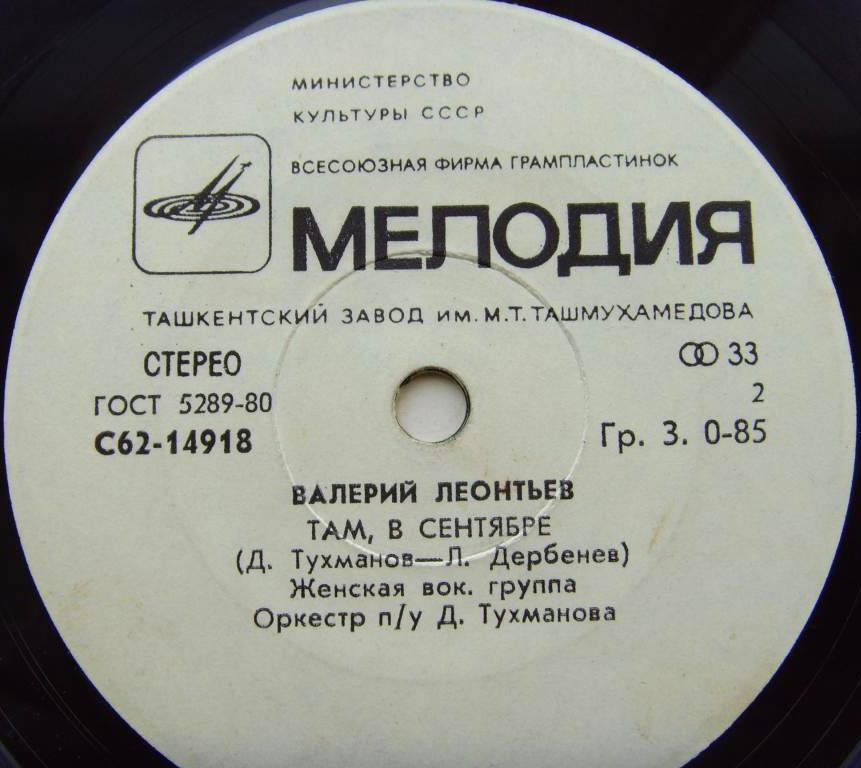 МИНИСТЕРСТВО
КУЛЬТУРЫ СССР
ВСЕСОЮЗНАЯ ФИРМА ГРАМПЛАСТИНОК
МЕЛОДИЯ
ТАШКЕНТСКИЙ ЗАВОД ИМ. М.Т. ТАШМУХАМЕДОВА
СТЕРЕО
33
ГОСТ 5289-80
2
С62-14918
Гр. 3. 0-85
ВАЛЕРИЙ ЛЕОНТЬЕВ
ТАМ, В СЕНТЯБРЕ
(Д. Тухманов—Л. Дербенев)
Женская вок. группа
Оркестр п/у Д. Тухманова